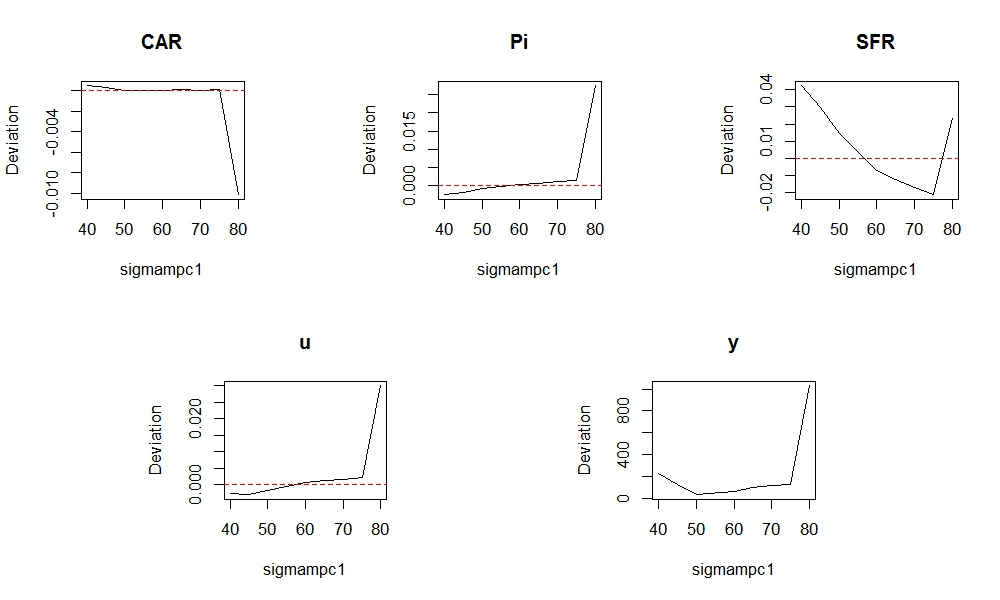 CAR
Deviation
-0.010 -0.004
40 50 60 70 80
sigmampc1
Pi
Deviation
0.000 0.015
40 50 60 70 80
sigmampc1
SFR
Deviation
-0.02 0.01 0.04
40 50 60 70 80
sigmampc1
u
Deviation
0.000 0.020
40 50 60 70 80
sigmampc1
y
Deviation
0 400 800
40 50 60 70 80
sigmampc1